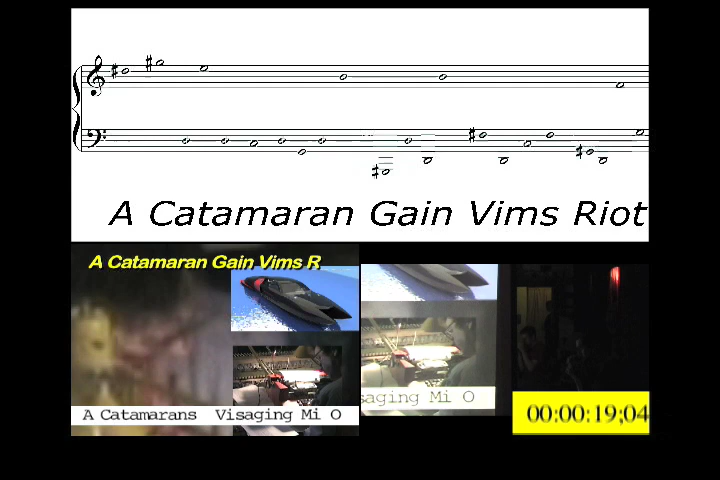 A Catamaran Gain Vims Riot
A Catamaran Gain Vims R
A Catamarans Visaging Mi O
saging Mi O
00:00:19;04